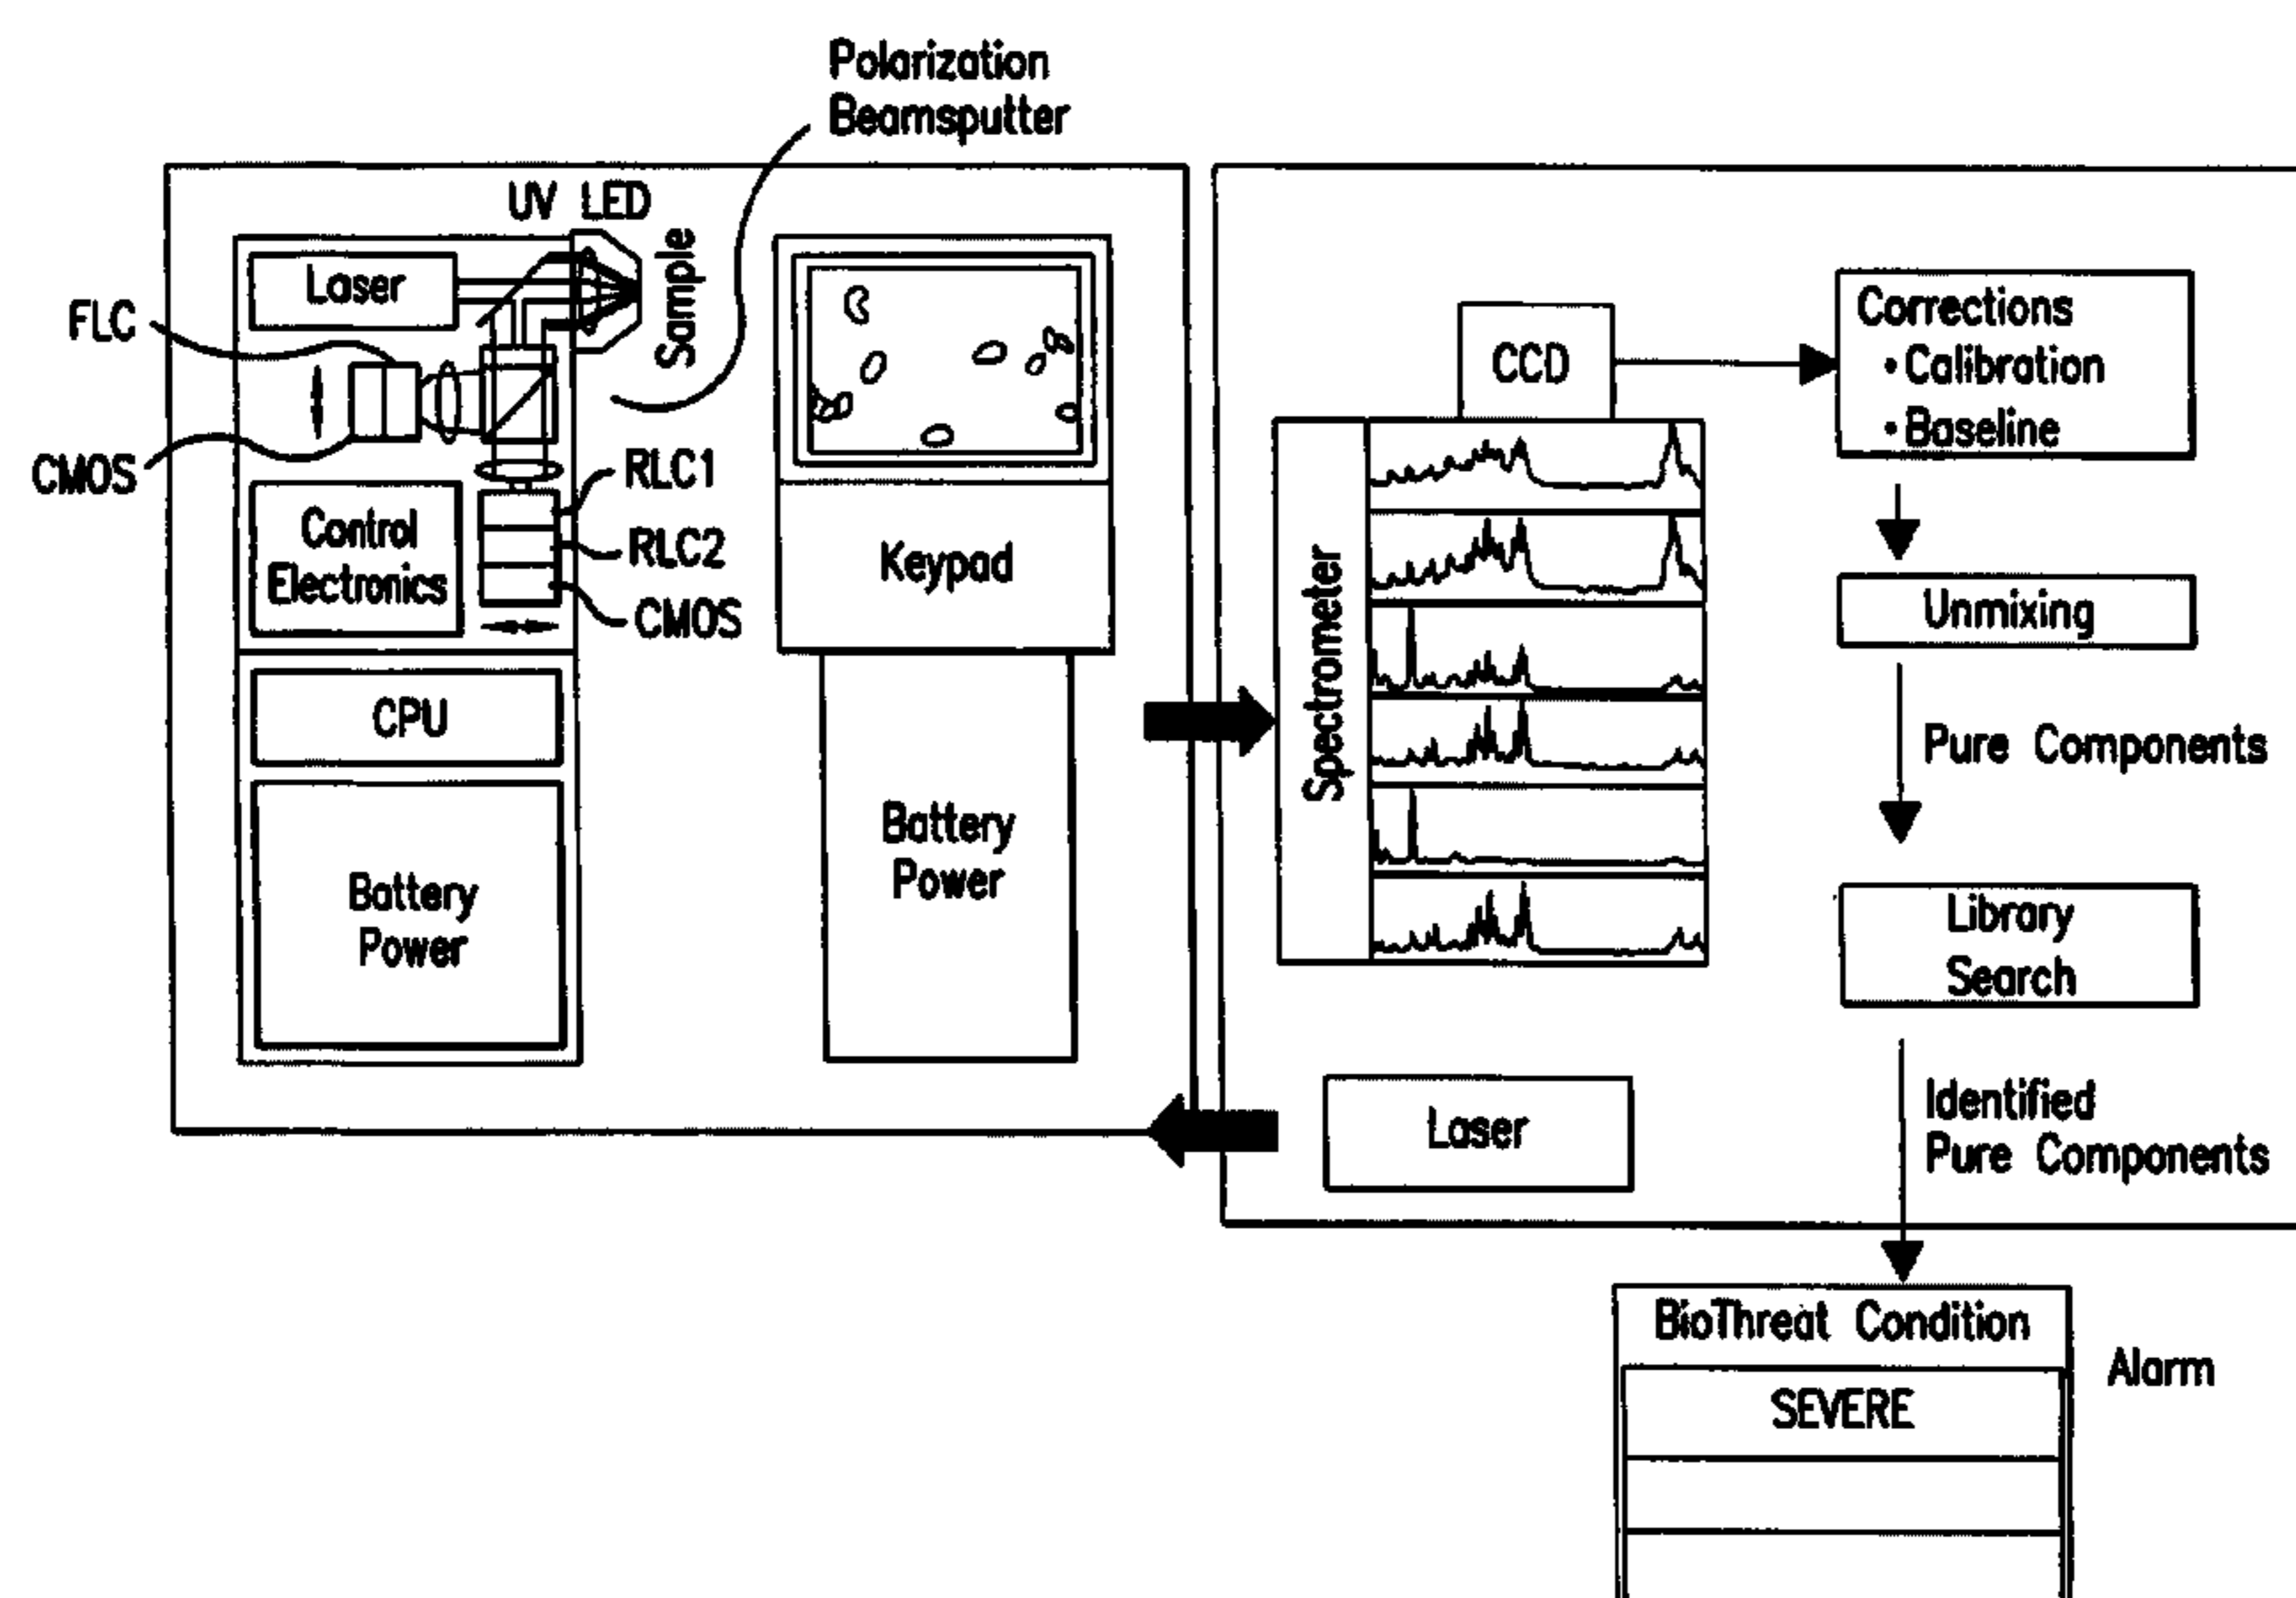 Polarization
Beamsputter
UV LED
Laser
Sample
FLC
CMOS
RLC1
RLC2
CMOS
Control
Electronics
CPU
Battery
Power
Keypad
Battery
Power
CCD
Spectrometer
Laser
Corrections
• Calibration
• Baseline
Unmixing
Pure Components
Library
Search
Identified
Pure Components
BioThreat Condition
Alarm
SEVERE